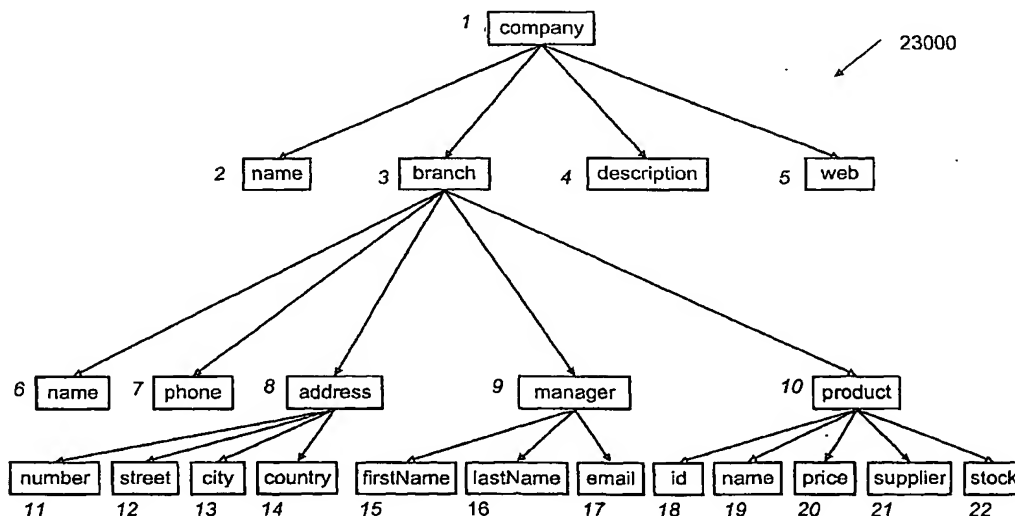 1 company
23000
2 name 3 branch 4 description 5 web
6 name 7 phone 8 address 9 manager 10 product
number street city country firstName lastName email id name price supplier stock
11 12 13 14 15 16 17 18 19 20 21 22